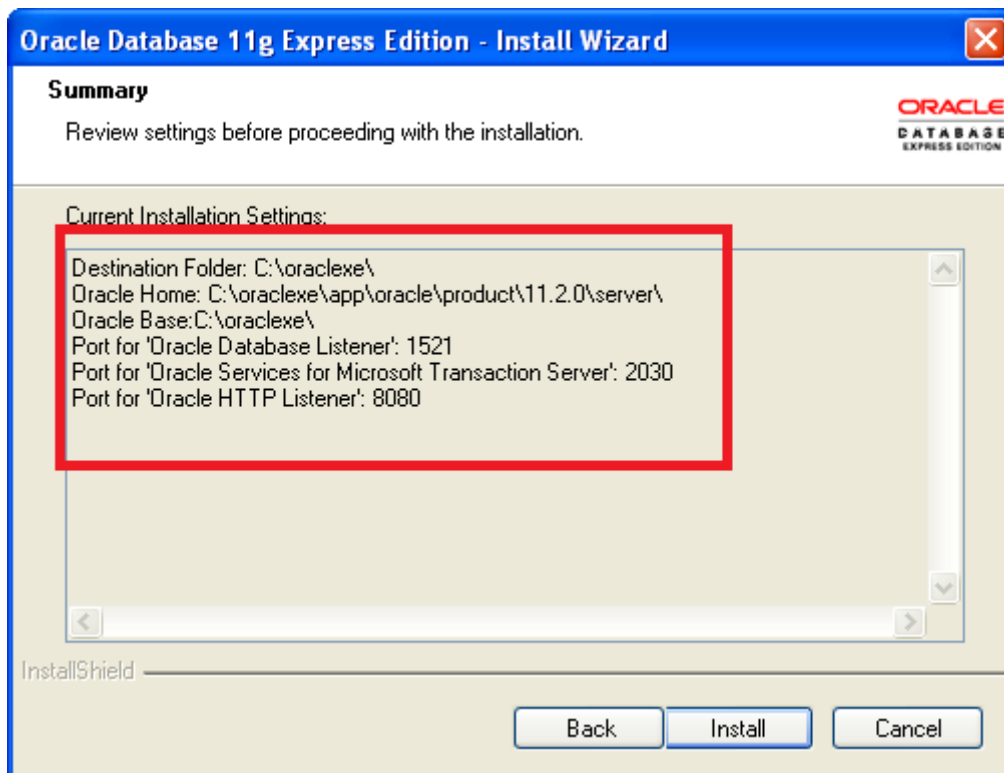 Oracle Database 11g Express Edition - Install Wizard
Summary
Review settings before proceeding with the installation.
ORACLE
DATABASE
EXPRESS EDITION
Current Installation Settings:
Destination Folder: C:\oraclexe\
Oracle Home: C:\oraclexe\app\oracle\product\11.2.0\server\
Oracle Base:C:\oraclexe\
Port for 'Oracle Database Listener': 1521
Port for 'Oracle Services for Microsoft Transaction Server': 2030
Port for 'Oracle HTTP Listener': 8080
InstallShield
Back Install Cancel